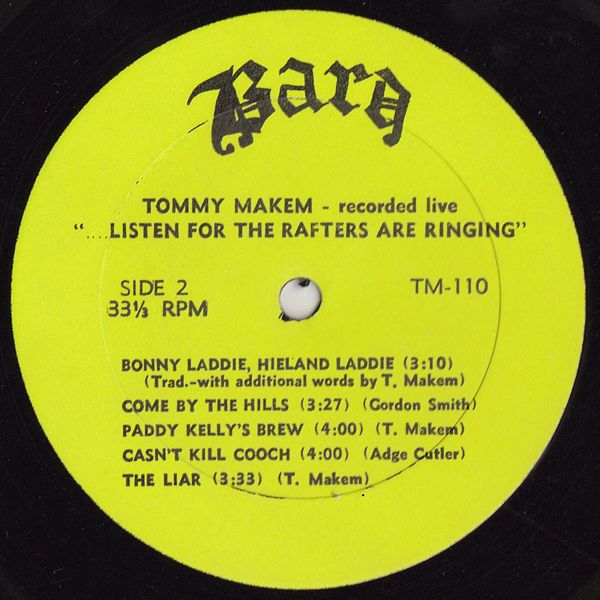 Bard
TOMMY MAKEM - recorded live
"....LISTEN FOR THE RAFTERS ARE RINGING"
SIDE 2
TM-110
33⅓ RPM
BONNY LADDIE, HIELAND LADDIE (3:10)
(Trad.-with additional words by T. Makem)
COME BY THE HILLS (3:27) (Gordon Smith)
PADDY KELLY'S BREW (4:00) (T. Makem)
CASN'T KILL COOCH (4:00) (Adge Cutler)
THE LIAR (3:33) (T. Makem)